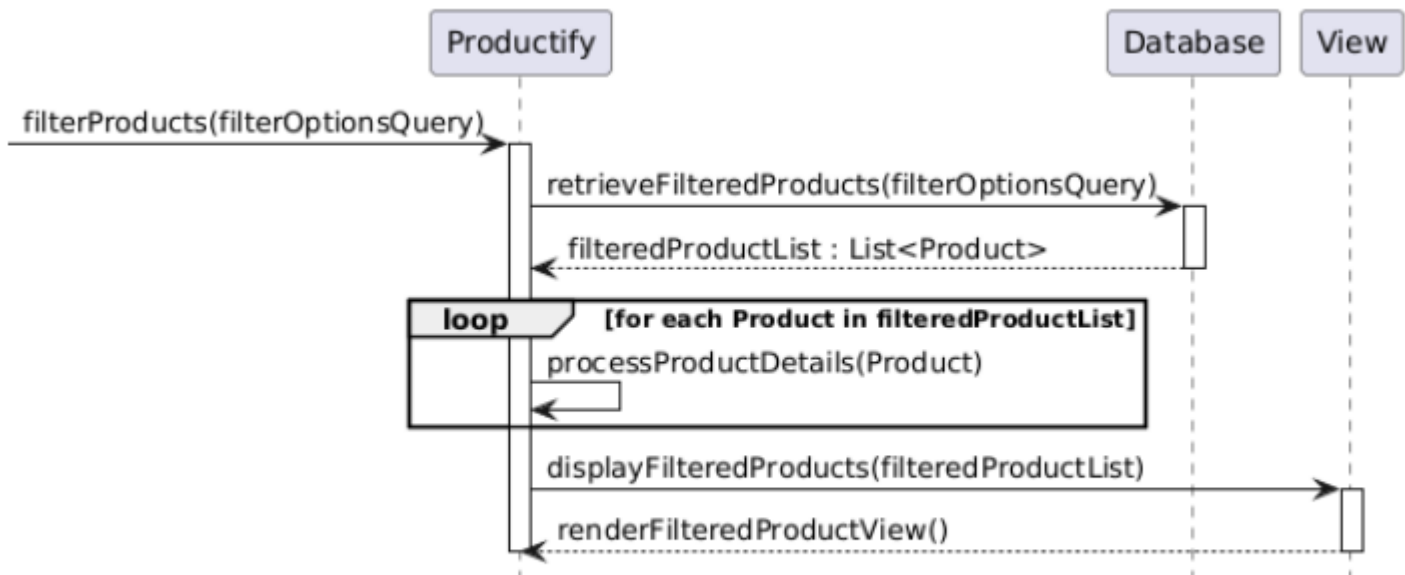 Productify
Database
View
filterProducts(filterOptionsQuery)
retrieveFilteredProducts(filterOptionsQuery)
filteredProductList : List<Product>
loop [for each Product in filteredProductList]
processProductDetails(Product)
displayFilteredProducts(filteredProductList)
renderFilteredProductView()